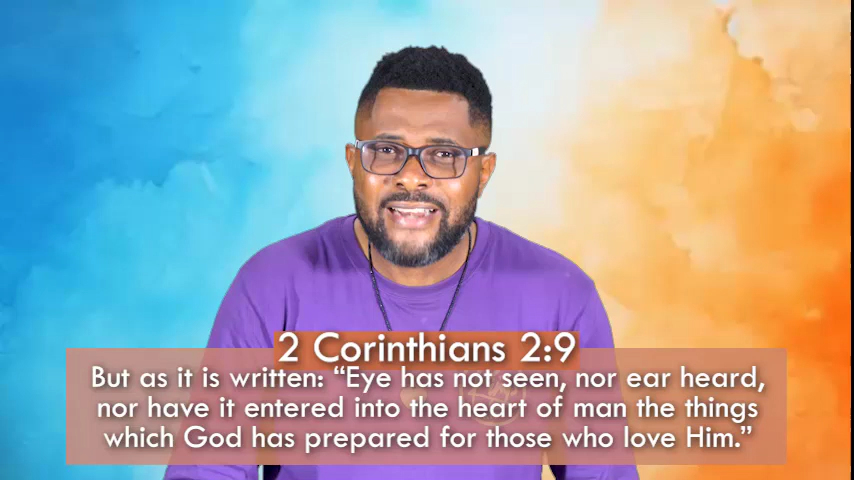 2 Corinthians 2:9
But as it is written: “Eye has not seen, nor ear heard,
nor have it entered into the heart of man the things
which God has prepared for those who love Him.”